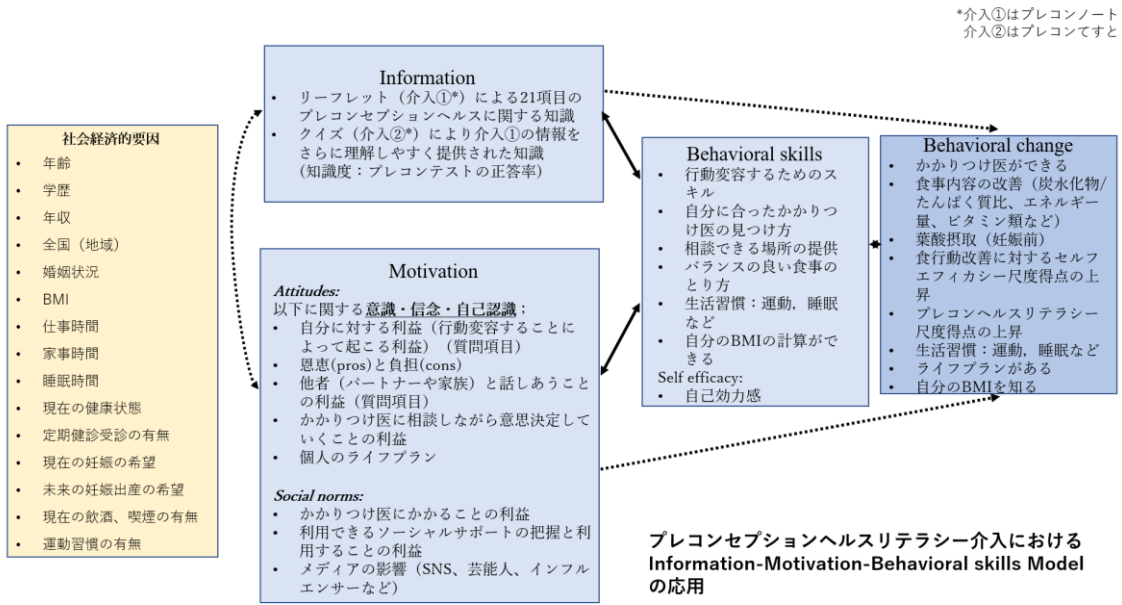 *介入①はプレコンノート
介入②はプレコンてすと
社会経済的要因
• 年齢
• 学歴
• 年収
• 全国（地域）
• 婚姻状況
• BMI
• 仕事時間
• 家事時間
• 睡眠時間
• 現在の健康状態
• 定期健診受診の有無
• 現在の妊娠の希望
• 未来の妊娠出産の希望
• 現在の飲酒、喫煙の有無
• 運動習慣の有無
Information
• リーフレット（介入①*）による21項目の
プレコンセプションヘルスに関する知識
• クイズ（介入②*）により介入①の情報を
さらに理解しやすく提供された知識
(知識度：プレコンテストの正答率）
Motivation
Attitudes:
以下に関する意識・信念・自己認識；
• 自分に対する利益（行動変容することに
よって起こる利益）（質問項目）
• 恩恵(pros)と負担(cons)
• 他者（パートナーや家族）と話しあうこと
の利益（質問項目）
• かかりつけ医に相談しながら意思決定して
いくことの利益
• 個人のライフプラン
Social norms:
• かかりつけ医にかかることの利益
• 利用できるソーシャルサポートの把握と利
用することの利益
• メディアの影響（SNS、芸能人、インフル
エンサーなど）
Behavioral skills
• 行動変容するためのス
キル
• 自分に合ったかかりつ
け医の見つけ方
• 相談できる場所の提供
• バランスの良い食事の
とり方
• 生活習慣：運動，睡眠
など
• 自分のBMIの計算がで
きる
Self efficacy:
• 自己効力感
Behavioral change
• かかりつけ医ができる
• 食事内容の改善（炭水化物/
たんぱく質比、エネルギー
量、ビタミン類など）
• 葉酸摂取（妊娠前）
• 食行動改善に対するセルフ
エフィカシー尺度得点の上
昇
• プレコンヘルスリテラシー
尺度得点の上昇
• 生活習慣：運動，睡眠など
• ライフプランがある
• 自分のBMIを知る
プレコンセプションヘルスリテラシー介入における
Information-Motivation-Behavioral skills Model
の応用